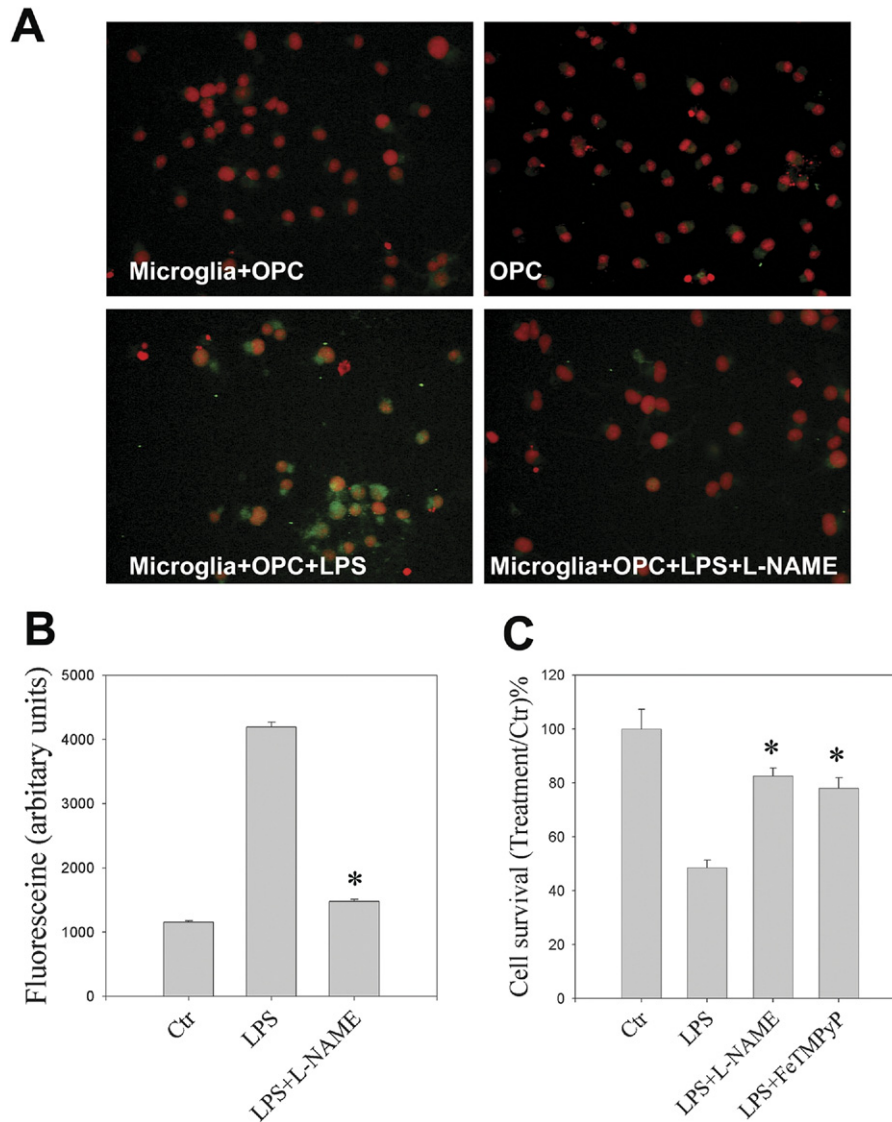 A
Microglia+OPC
OPC
Microglia+OPC+LPS
Microglia+OPC+LPS+L-NAME
B
Fluoresceine (arbitary units)
5000
4000
3000
2000
1000
0
*
Ctr
LPS
LPS+L-NAME
C
Cell survival (Treatment/Ctr)%
120
100
80
60
40
20
0
*
*
Ctr
LPS
LPS+L-NAME
LPS+FeTMPyP